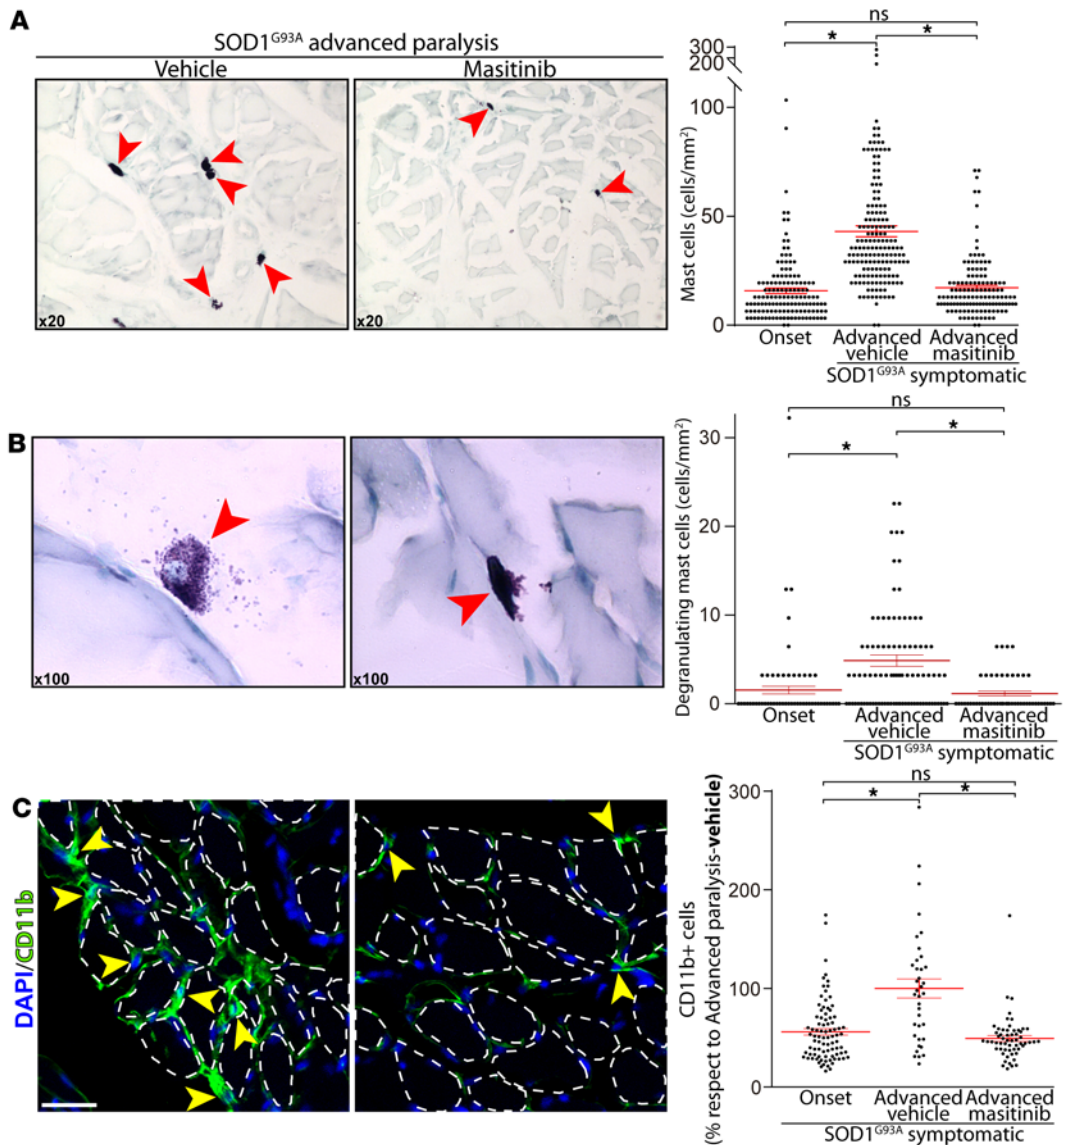 A
SOD1G93A advanced paralysis
Vehicle
Masitinib
x20
x20
Mast cells (cells/mm2)
300
200
100
50
0
ns
*
*
Onset
Advanced vehicle
Advanced masitinib
SOD1G93A symptomatic
B
x100
x100
Degranulating mast cells (cells/mm2)
30
20
10
0
ns
*
*
Onset
Advanced vehicle
Advanced masitinib
SOD1G93A symptomatic
C
DAPI/CD11b
CD11b+ cells
(% respect to Advanced paralysis-vehicle)
300
200
100
0
ns
*
*
Onset
Advanced vehicle
Advanced masitinib
SOD1G93A symptomatic